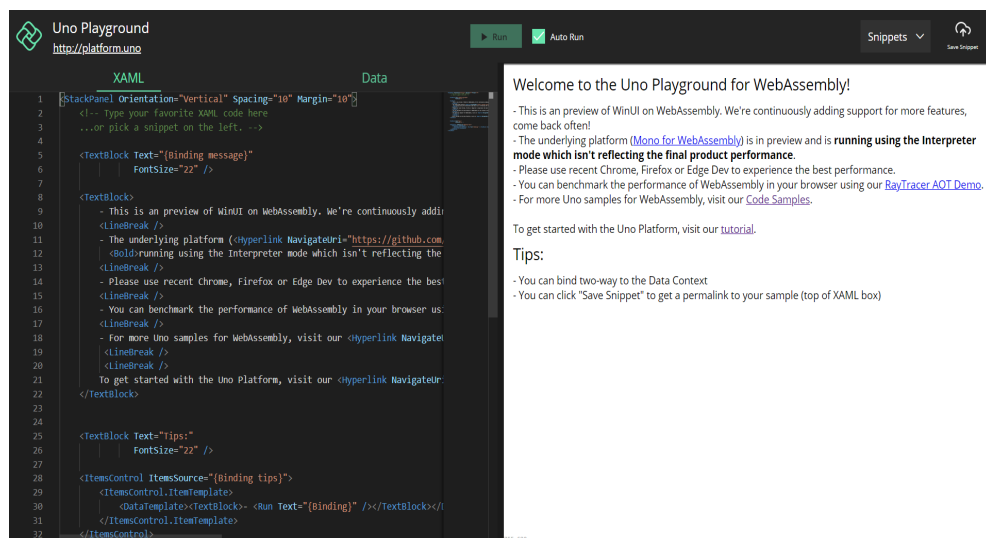 Uno Playground
http://platform.uno
Run
Auto Run
Snippets
Save Snippet
XAML
Data
1 <StackPanel Orientation="Vertical" Spacing="10" Margin="10">
2 <!-- Type your favorite XAML code here
3 ...or pick a snippet on the left. -->
4
5 <TextBlock Text="{Binding message}"
6 FontSize="22" />
7
8 <TextBlock>
9 - This is an preview of WinUI on WebAssembly. We're continuously addin
10 <LineBreak />
11 - The underlying platform (<Hyperlink NavigateUri="https://github.com/
12 <Bold>running using the Interpreter mode which isn't reflecting the
13 <LineBreak />
14 - Please use recent Chrome, Firefox or Edge Dev to experience the best
15 <LineBreak />
16 - You can benchmark the performance of WebAssembly in your browser usi
17 <LineBreak />
18 - For more Uno samples for WebAssembly, visit our <Hyperlink Navigate
19 <LineBreak />
20 <LineBreak />
21 To get started with the Uno Platform, visit our <Hyperlink NavigateUr
22 </TextBlock>
23
24
25 <TextBlock Text="Tips:"
26 FontSize="22" />
27
28 <ItemsControl ItemsSource="{Binding tips}">
29 <ItemsControl.ItemTemplate>
30 <DataTemplate><TextBlock>- <Run Text="{Binding}" /></TextBlock></
31 </ItemsControl.ItemTemplate>
32 </ItemsControl>
Welcome to the Uno Playground for WebAssembly!
- This is an preview of WinUI on WebAssembly. We're continuously adding support for more features,
come back often!
- The underlying platform (Mono for WebAssembly) is in preview and is running using the Interpreter
mode which isn't reflecting the final product performance.
- Please use recent Chrome, Firefox or Edge Dev to experience the best performance.
- You can benchmark the performance of WebAssembly in your browser using our RayTracer AOT Demo.
- For more Uno samples for WebAssembly, visit our Code Samples.
To get started with the Uno Platform, visit our tutorial.
Tips:
- You can bind two-way to the Data Context
- You can click "Save Snippet" to get a permalink to your sample (top of XAML box)